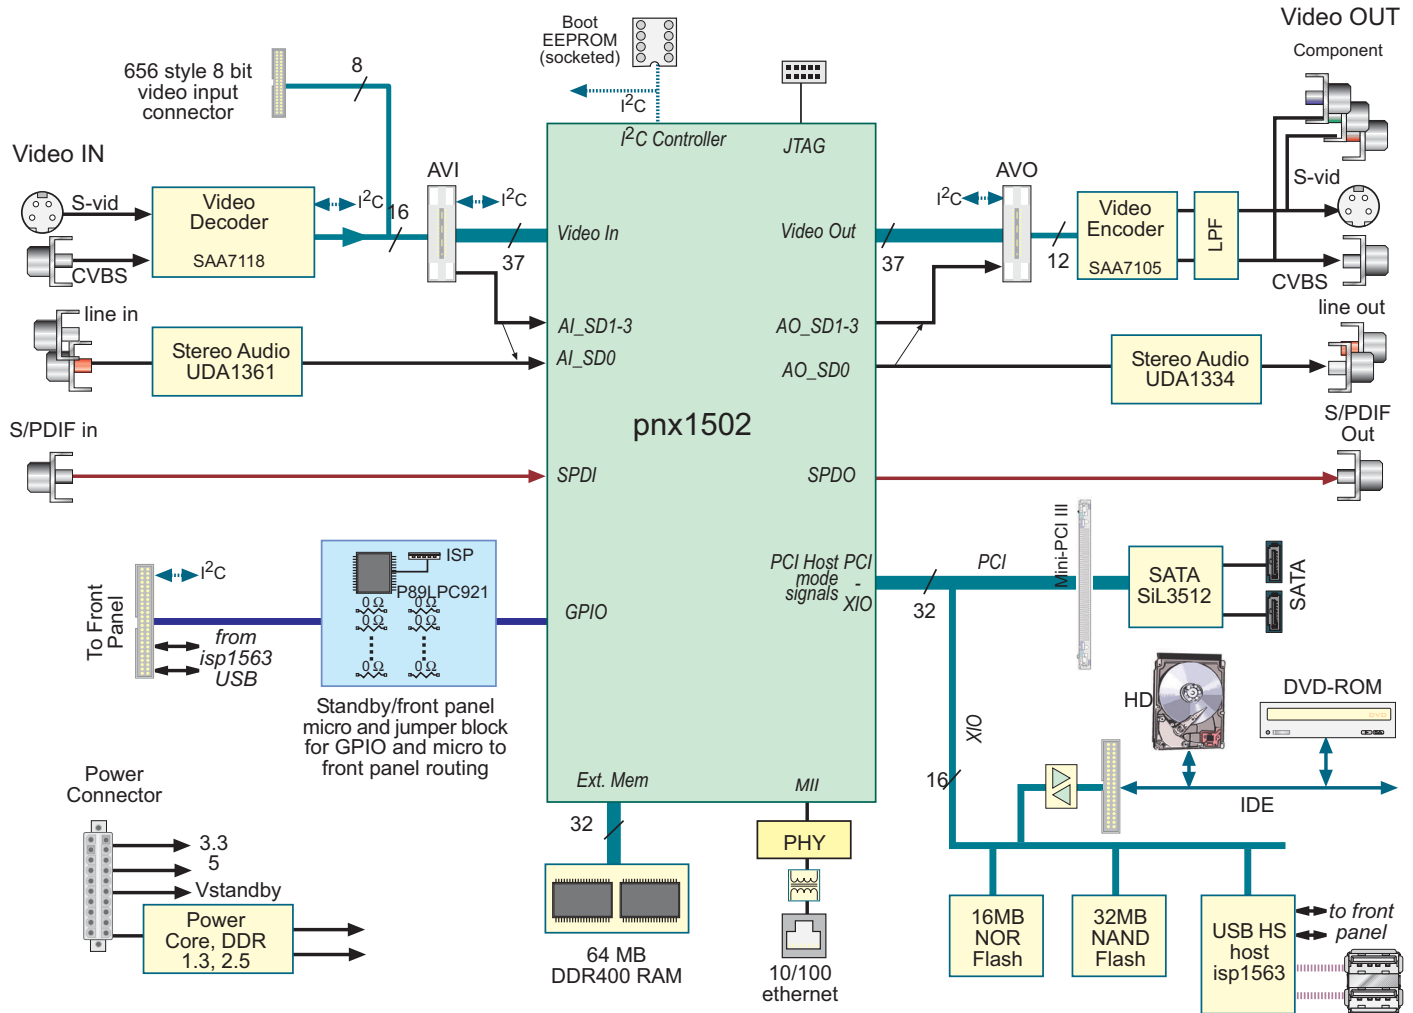 Boot
EEPROM
(socketed)
I²C
Video OUT
Component
656 style 8 bit
video input
connector
8
I²C Controller
JTAG
Video IN
S-vid
CVBS
Video
Decoder
SAA7118
I²C
16
AVI
I²C
37
Video In
Video Out
37
I²C
AVO
12
Video
Encoder
SAA7105
LPF
S-vid
CVBS
line in
Stereo Audio
UDA1361
AI_SD1-3
AI_SD0
AO_SD1-3
AO_SD0
Stereo Audio
UDA1334
line out
pnx1502
S/PDIF in
SPDI
SPDO
S/PDIF
Out
To Front
Panel
I²C
from
isp1563
USB
ISP
P89LPC921
0 Ω
0 Ω
0 Ω
0 Ω
0 Ω
0 Ω
Standby/front panel
micro and jumper block
for GPIO and micro to
front panel routing
GPIO
PCI Host
mode
signals
PCI
-
XIO
32
PCI
Mini-PCI III
SATA
SiL3512
SATA
XIO
16
HD
DVD-ROM
DVD
IDE
Power
Connector
3.3
5
Vstandby
Power
Core, DDR
1.3, 2.5
Ext. Mem
32
64 MB
DDR400 RAM
MII
PHY
10/100
ethernet
16MB
NOR
Flash
32MB
NAND
Flash
USB HS
host
isp1563
to front
panel